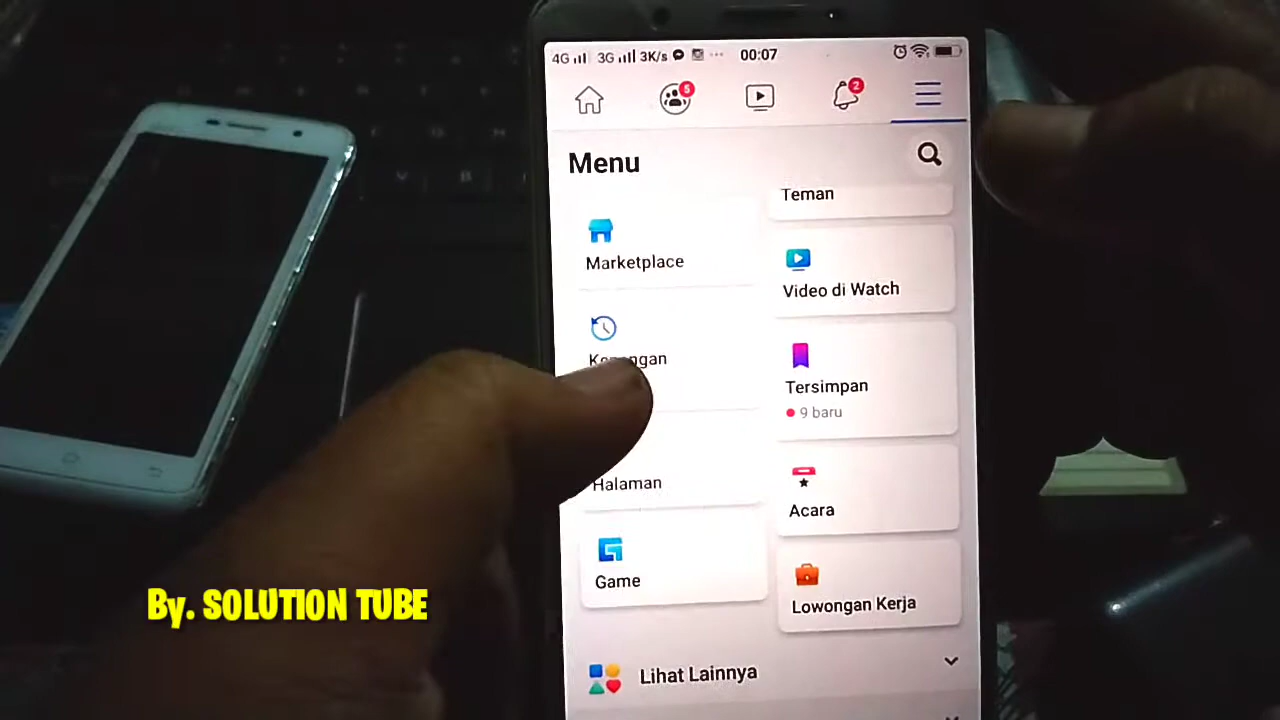 4G 3G 3K/s 00:07
5
2
Menu
Teman
Marketplace
Video di Watch
Tersimpan
9 baru
Halaman
Acara
Game
Lowongan Kerja
Lihat Lainnya
By. SOLUTION TUBE